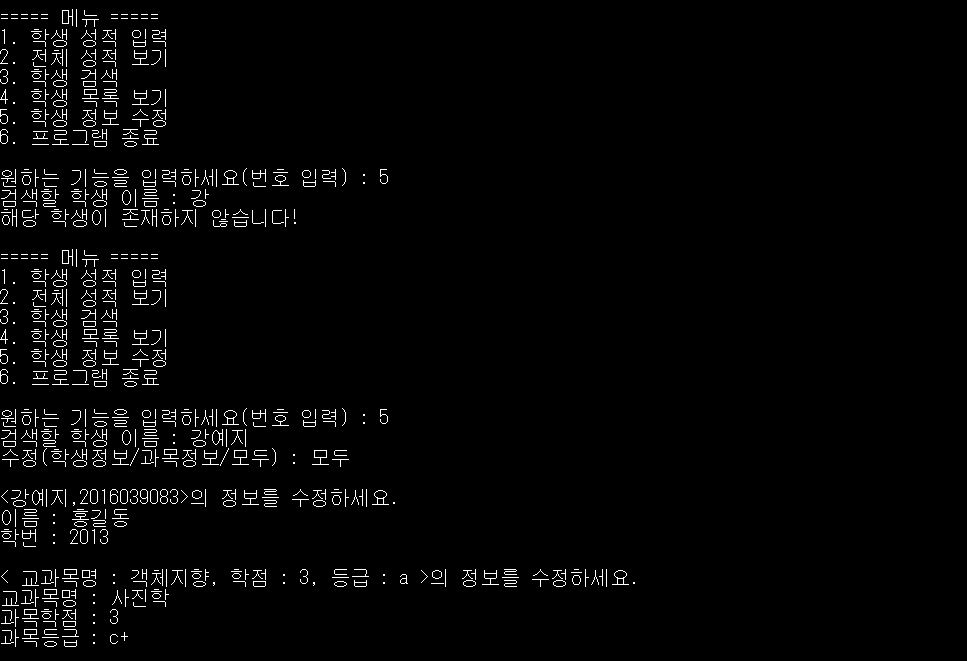 ===== 메뉴 =====
1. 학생 성적 입력
2. 전체 성적 보기
3. 학생 검색
4. 학생 목록 보기
5. 학생 정보 수정
6. 프로그램 종료
원하는 기능을 입력하세요(번호 입력) : 5
검색할 학생 이름 : 강
해당 학생이 존재하지 않습니다!
===== 메뉴 =====
1. 학생 성적 입력
2. 전체 성적 보기
3. 학생 검색
4. 학생 목록 보기
5. 학생 정보 수정
6. 프로그램 종료
원하는 기능을 입력하세요(번호 입력) : 5
검색할 학생 이름 : 강예지
수정(학생정보/과목정보/모두) : 모두
<강예지,2016039083>의 정보를 수정하세요.
이름 : 홍길동
학번 : 2013
< 교과목명 : 객체지향, 학점 : 3, 등급 : a >의 정보를 수정하세요.
교과목명 : 사진학
과목학점 : 3
과목등급 : c+